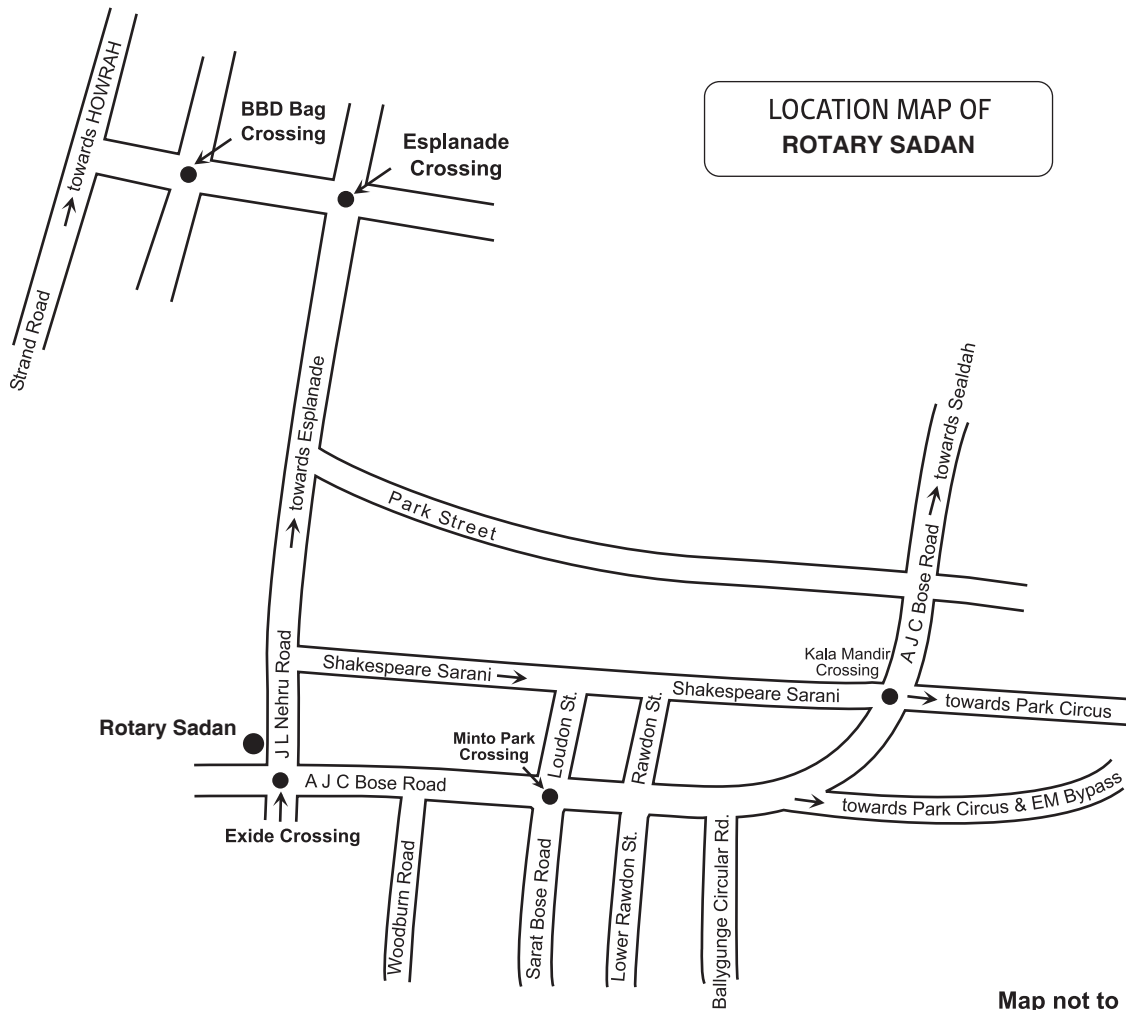 LOCATION MAP OF
ROTARY SADAN
BBD Bag
Crossing
Esplanade
Crossing
towards HOWRAH
Strand Road
towards Esplanade
towards Sealdah
Park Street
A J C Bose Road
J L Nehru Road
Kala Mandir
Crossing
Shakespeare Sarani
Shakespeare Sarani
towards Park Circus
Rotary Sadan
Loudon St.
Rawdon St.
Minto Park
Crossing
A J C Bose Road
towards Park Circus & EM Bypass
Exide Crossing
Woodburn Road
Sarat Bose Road
Lower Rawdon St.
Ballygunge Circular Rd.
Map not to